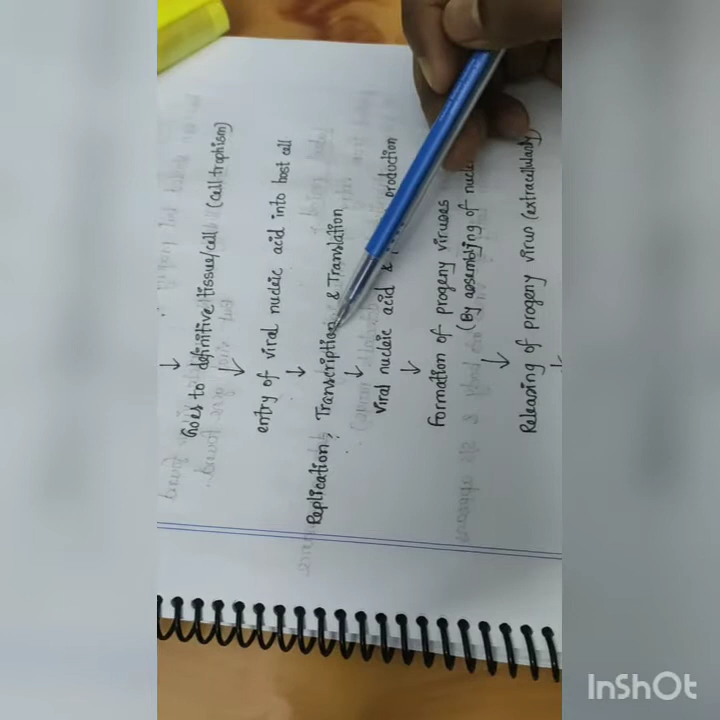 Goes to definitive tissue/cell (cell trophism)
entry of viral nucleic acid into host cell
Replication, Transcription & Translation
viral nucleic acid & production
Formation of progeny viruses
(By assembling of
Releasing of progeny virus (extracellularly)
InShOt